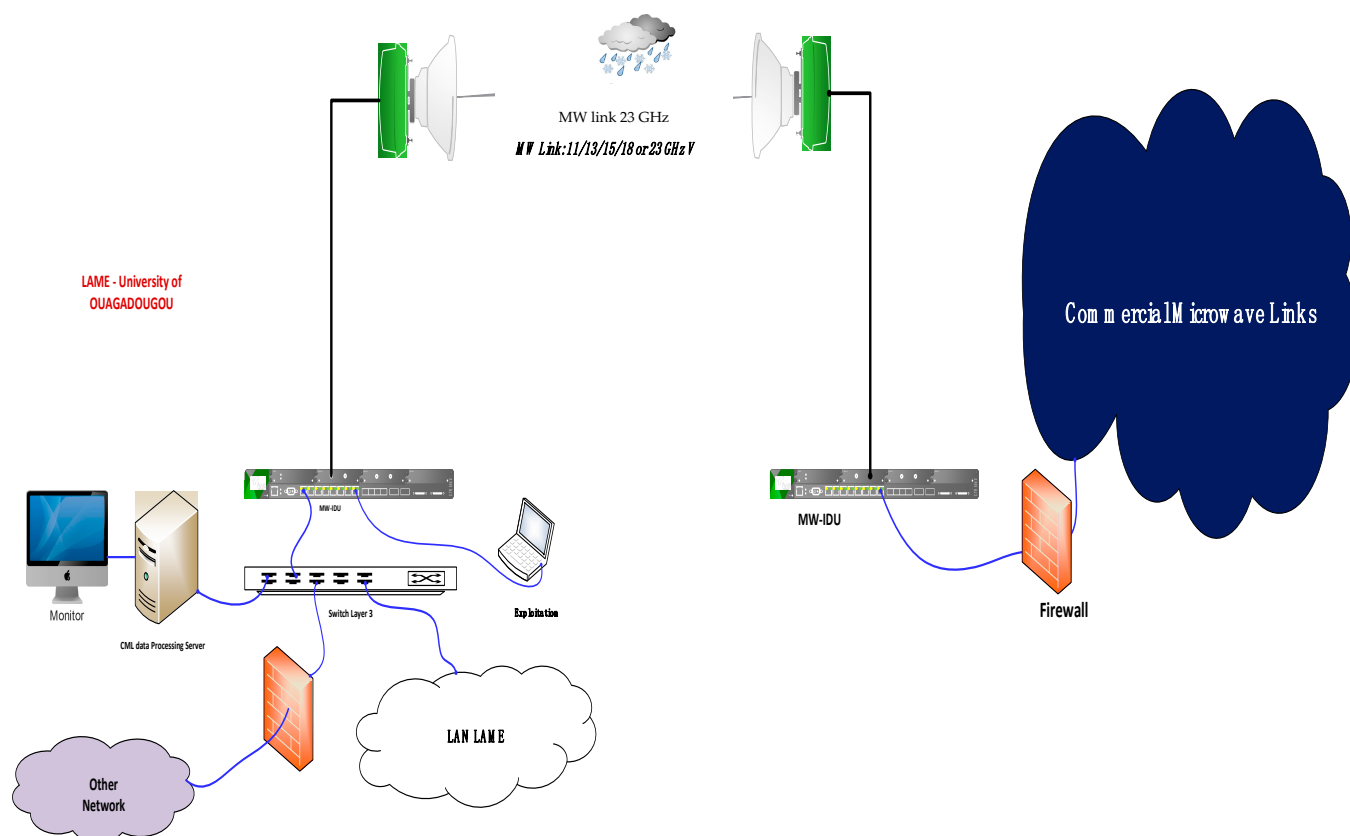 MW link 23 GHz
MW Link: 11/13/15/18 or 23 GHz V
LAME - University of
OUAGADOUGOU
Commercial Microwave Links
MW-IDU
MW-IDU
Monitor
CML data Processing Server
Switch Layer 3
Exploitation
Firewall
LAN LAME
Other
Network